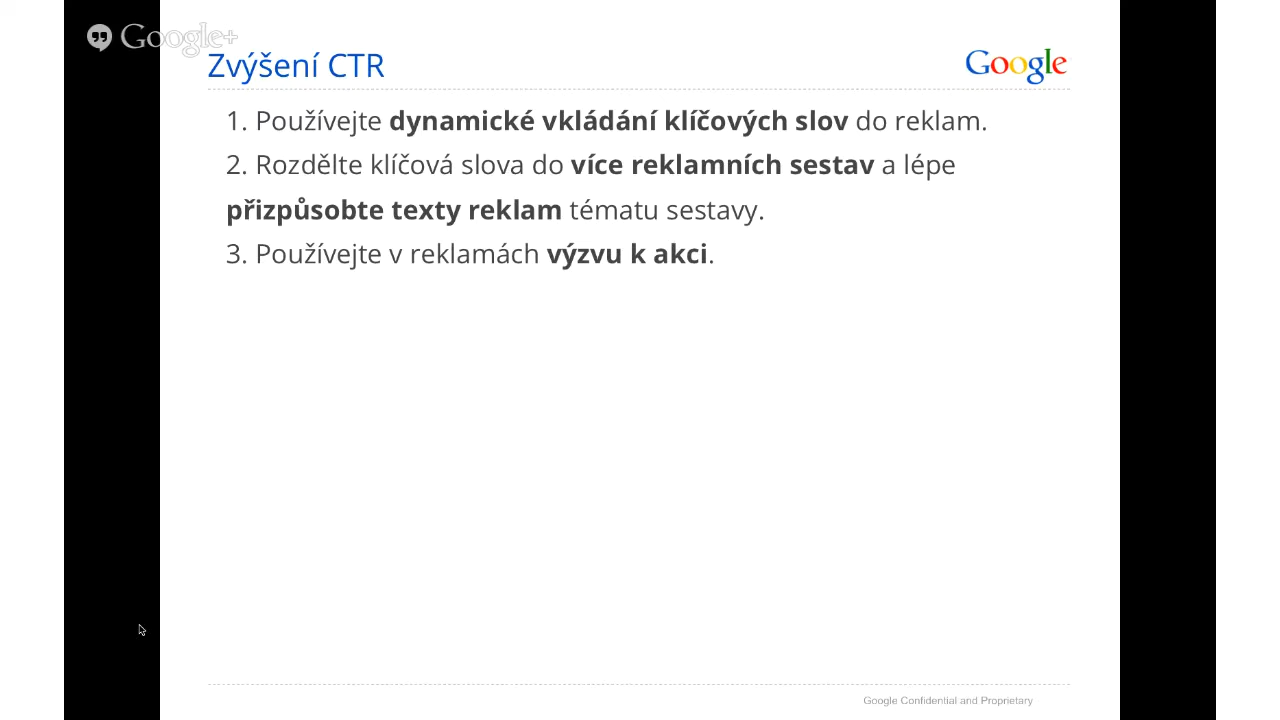 Google+
Zvýšení CTR
Google
1. Používejte dynamické vkládání klíčových slov do reklam.
2. Rozdělte klíčová slova do více reklamních sestav a lépe
přizpůsobte texty reklam tématu sestavy.
3. Používejte v reklamách výzvu k akci.
Google Confidential and Proprietary